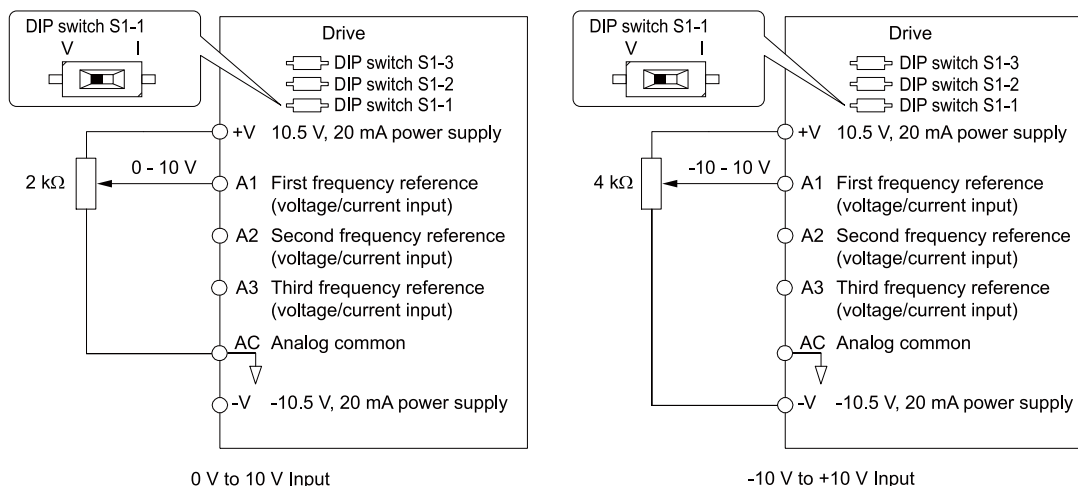 DIP switch S1-1
V I
Drive
DIP switch S1-3
DIP switch S1-2
DIP switch S1-1
+V 10.5 V, 20 mA power supply
2 kΩ
0 - 10 V
A1 First frequency reference
(voltage/current input)
A2 Second frequency reference
(voltage/current input)
A3 Third frequency reference
(voltage/current input)
AC Analog common
-V -10.5 V, 20 mA power supply
0 V to 10 V Input
DIP switch S1-1
V I
Drive
DIP switch S1-3
DIP switch S1-2
DIP switch S1-1
+V 10.5 V, 20 mA power supply
4 kΩ
-10 - 10 V
A1 First frequency reference
(voltage/current input)
A2 Second frequency reference
(voltage/current input)
A3 Third frequency reference
(voltage/current input)
AC Analog common
-V -10.5 V, 20 mA power supply
-10 V to +10 V Input